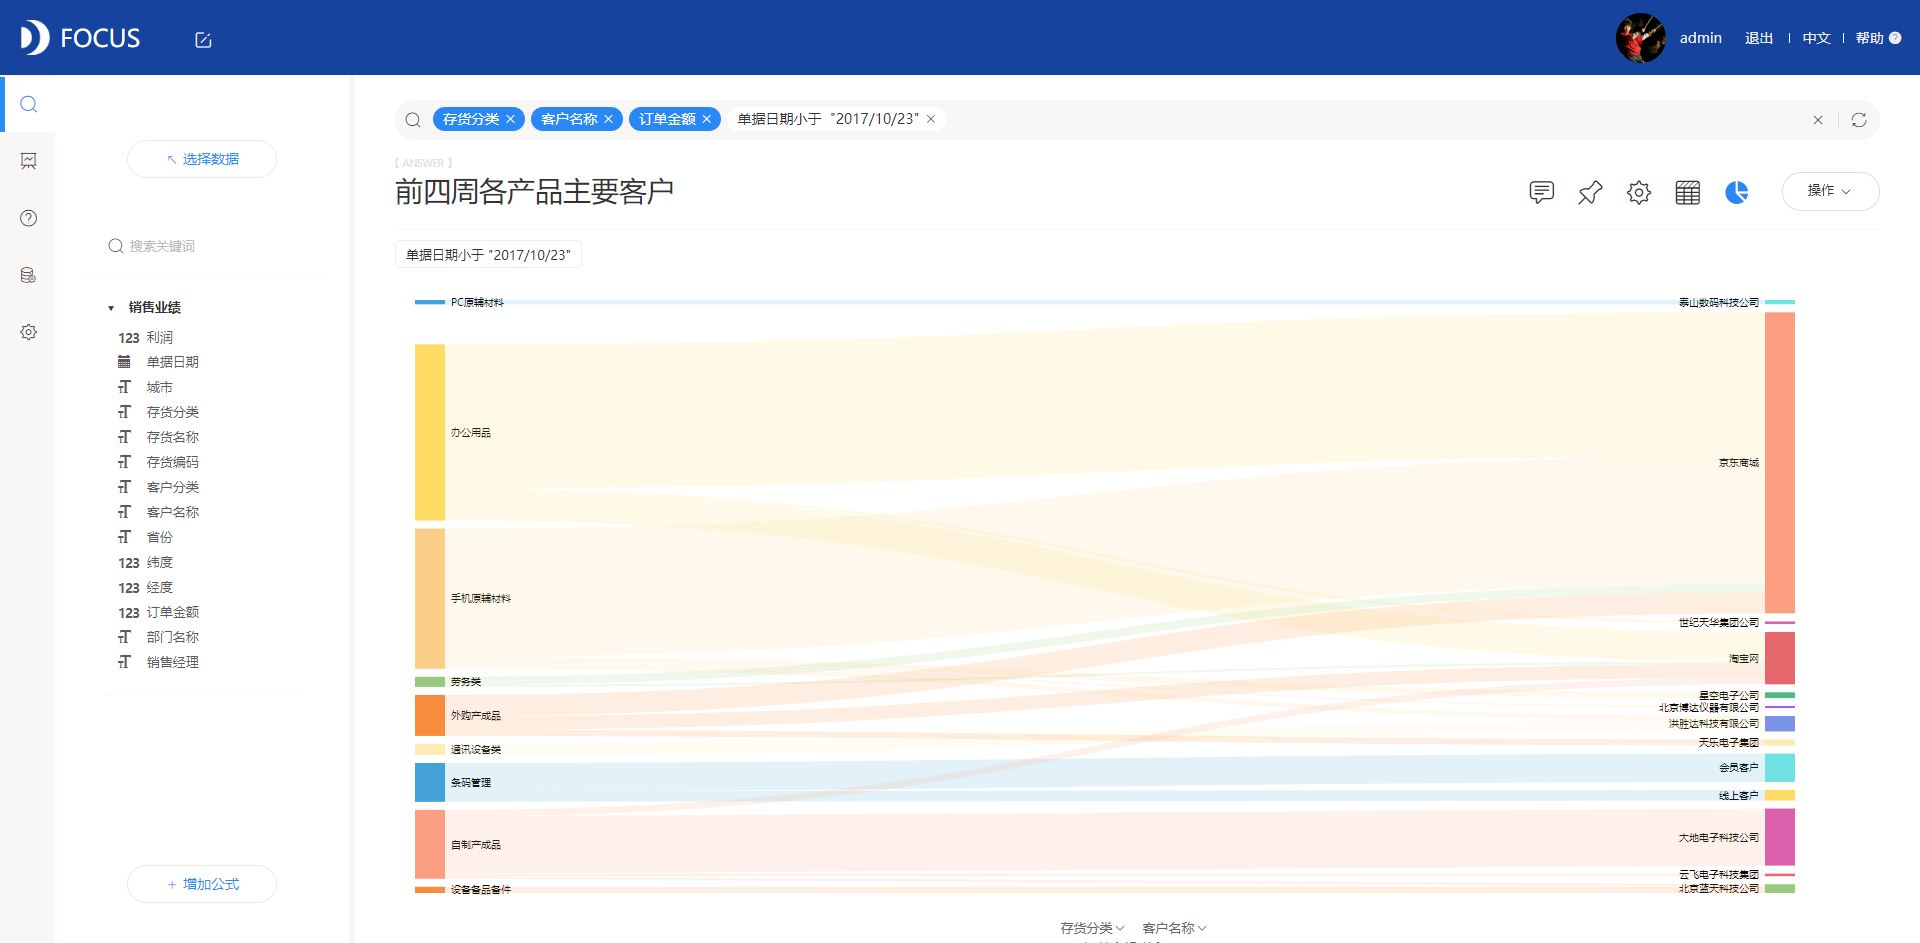 FOCUS
admin 退出 中文 帮助
存货分类 客户名称 订单金额 单据日期小于 "2017/10/23"
选择数据
搜索关键词
销售业绩
123 利润
单据日期
城市
存货分类
存货名称
存货编码
客户分类
客户名称
省份
123 纬度
123 经度
123 订单金额
部门名称
销售经理
+ 增加公式
[ ANSWER ]
前四周各产品主要客户
操作
单据日期小于 "2017/10/23"
PC原辅材料
办公用品
手机原辅材料
劳务类
外购产成品
通讯设备类
条码管理
自制产成品
设备备品备件
泰山数码科技公司
京东商城
世纪天华集团公司
淘宝网
星空电子公司
北京博达仪器有限公司
洪胜达科技有限公司
天乐电子集团
会员客户
线上客户
大地电子科技公司
云飞电子科技集团
北京蓝天科技公司
存货分类 客户名称